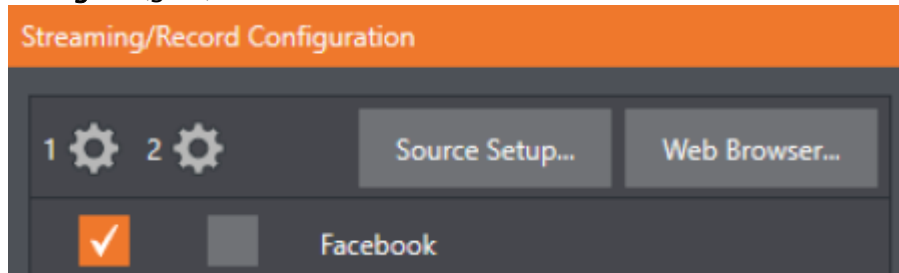 Streaming/Record Configuration
1 2 Source Setup... Web Browser...
Facebook